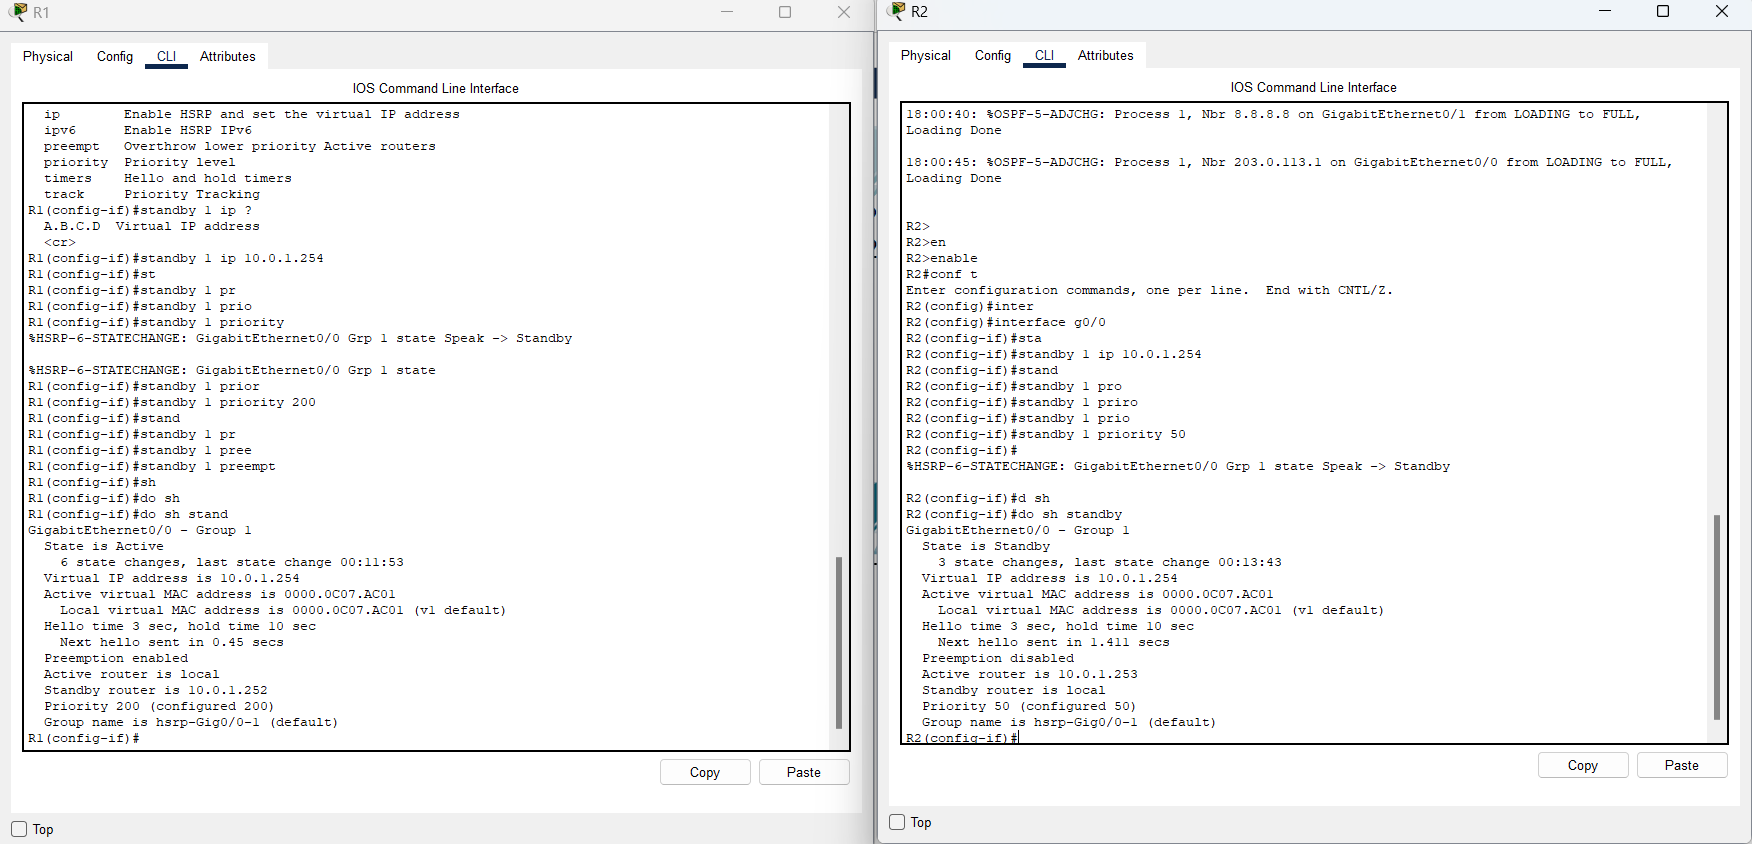 R1
Physical Config CLI Attributes
IOS Command Line Interface
ip Enable HSRP and set the virtual IP address
ipv6 Enable HSRP IPv6
preempt Overthrow lower priority Active routers
priority Priority level
timers Hello and hold timers
track Priority Tracking
R1(config-if)#standby 1 ip ?
A.B.C.D Virtual IP address
<cr>
R1(config-if)#standby 1 ip 10.0.1.254
R1(config-if)#st
R1(config-if)#standby 1 pr
R1(config-if)#standby 1 prio
R1(config-if)#standby 1 priority
%HSRP-6-STATECHANGE: GigabitEthernet0/0 Grp 1 state Speak -> Standby
%HSRP-6-STATECHANGE: GigabitEthernet0/0 Grp 1 state
R1(config-if)#standby 1 prior
R1(config-if)#standby 1 priority 200
R1(config-if)#stand
R1(config-if)#standby 1 pr
R1(config-if)#standby 1 pree
R1(config-if)#standby 1 preempt
R1(config-if)#sh
R1(config-if)#do sh
R1(config-if)#do sh stand
GigabitEthernet0/0 - Group 1
State is Active
6 state changes, last state change 00:11:53
Virtual IP address is 10.0.1.254
Active virtual MAC address is 0000.0C07.AC01
Local virtual MAC address is 0000.0C07.AC01 (v1 default)
Hello time 3 sec, hold time 10 sec
Next hello sent in 0.45 secs
Preemption enabled
Active router is local
Standby router is 10.0.1.252
Priority 200 (configured 200)
Group name is hsrp-Gig0/0-1 (default)
R1(config-if)#
Copy Paste
Top
R2
Physical Config CLI Attributes
IOS Command Line Interface
18:00:40: %OSPF-5-ADJCHG: Process 1, Nbr 8.8.8.8 on GigabitEthernet0/1 from LOADING to FULL,
Loading Done
18:00:45: %OSPF-5-ADJCHG: Process 1, Nbr 203.0.113.1 on GigabitEthernet0/0 from LOADING to FULL,
Loading Done
R2>
R2>en
R2>enable
R2#conf t
Enter configuration commands, one per line. End with CNTL/Z.
R2(config)#inter
R2(config)#interface g0/0
R2(config-if)#sta
R2(config-if)#standby 1 ip 10.0.1.254
R2(config-if)#stand
R2(config-if)#standby 1 pro
R2(config-if)#standby 1 priro
R2(config-if)#standby 1 prio
R2(config-if)#standby 1 priority 50
R2(config-if)#
%HSRP-6-STATECHANGE: GigabitEthernet0/0 Grp 1 state Speak -> Standby
R2(config-if)#d sh
R2(config-if)#do sh standby
GigabitEthernet0/0 - Group 1
State is Standby
3 state changes, last state change 00:13:43
Virtual IP address is 10.0.1.254
Active virtual MAC address is 0000.0C07.AC01
Local virtual MAC address is 0000.0C07.AC01 (v1 default)
Hello time 3 sec, hold time 10 sec
Next hello sent in 1.411 secs
Preemption disabled
Active router is 10.0.1.253
Standby router is local
Priority 50 (configured 50)
Group name is hsrp-Gig0/0-1 (default)
R2(config-if)#
Copy Paste
Top